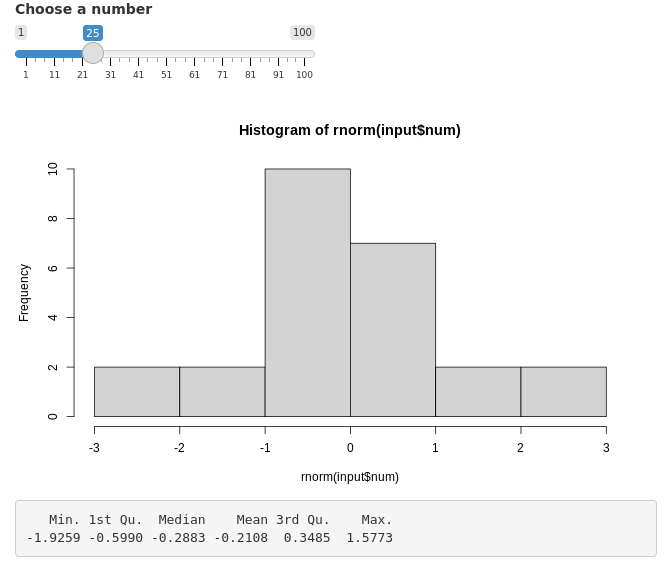 Choose a number
1 25 100
1 11 21 31 41 51 61 71 81 91 100
Histogram of rnorm(input$num)
Frequency
0 2 4 6 8 10
-3 -2 -1 0 1 2 3
rnorm(input$num)
Min. 1st Qu. Median Mean 3rd Qu. Max.
-1.9259 -0.5990 -0.2883 -0.2108 0.3485 1.5773